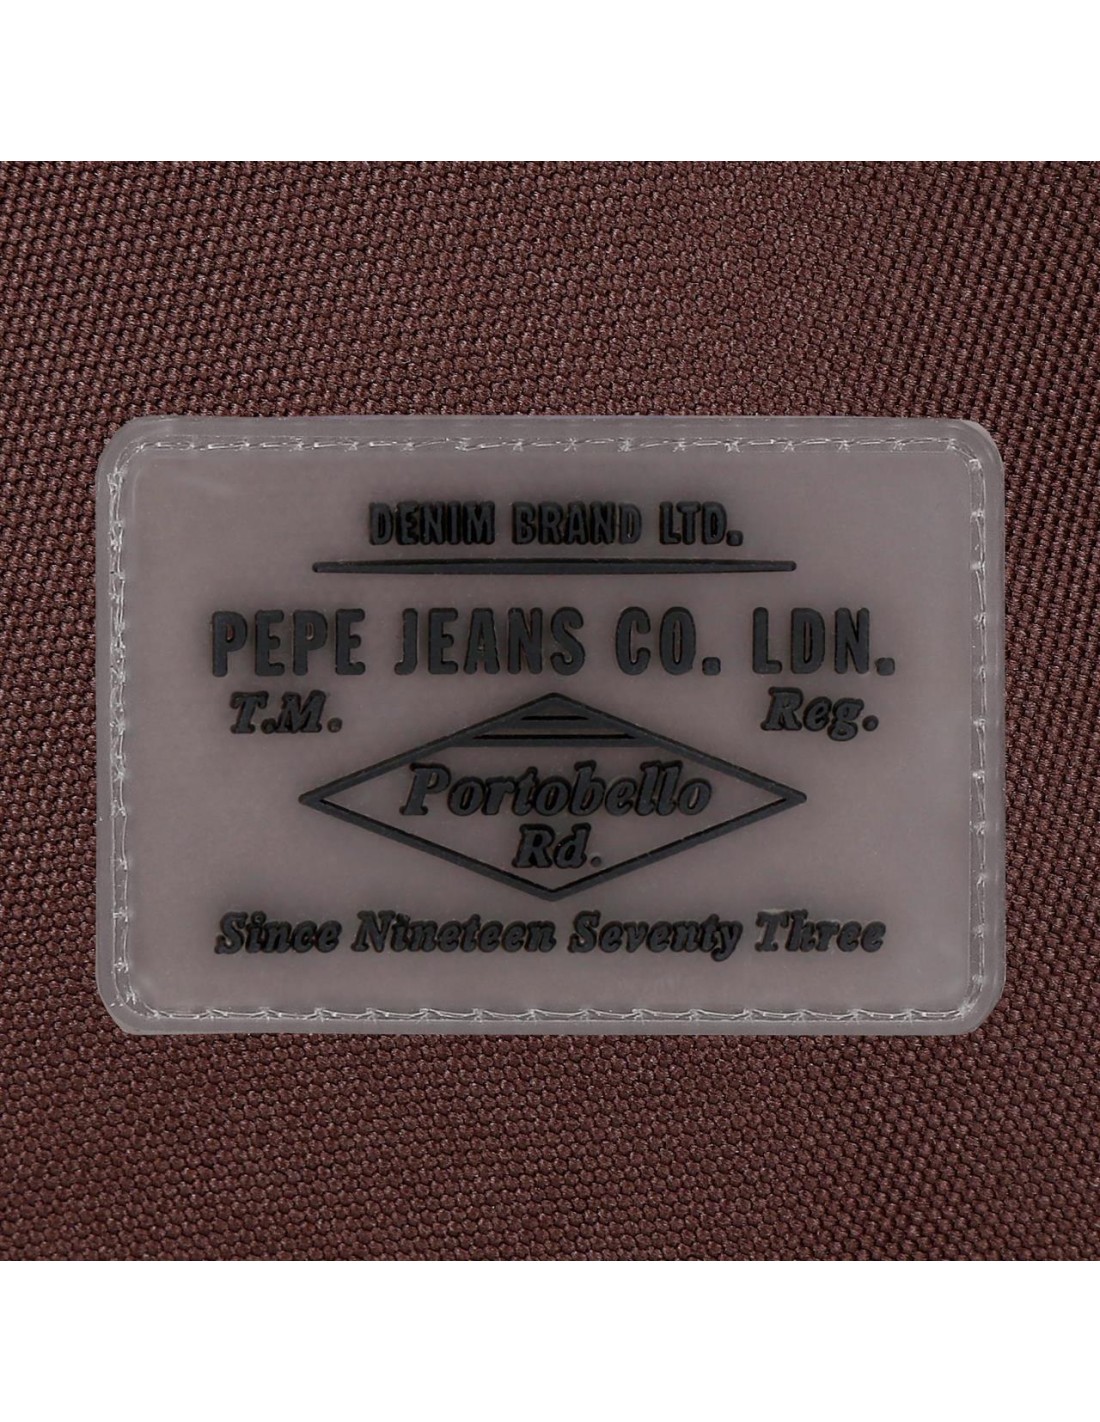 DENIM BRAND LTD.
PEPE JEANS CO. LDN.
T.M. Reg.
Portobello
Rd.
Since Nineteen Seventy Three